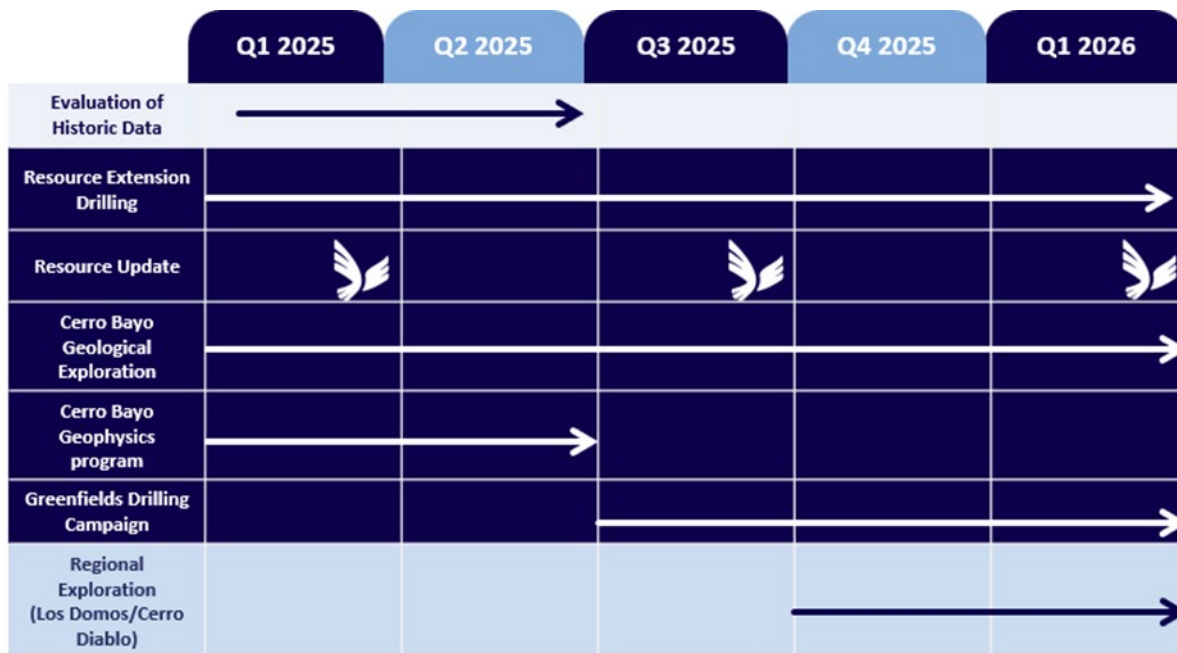 Q1 2025
Q2 2025
Q3 2025
Q4 2025
Q1 2026
Evaluation of
Historic Data
Resource Extension
Drilling
Resource Update
Cerro Bayo
Geological
Exploration
Cerro Bayo
Geophysics
program
Greenfields Drilling
Campaign
Regional
Exploration
(Los Domos/Cerro
Diablo)